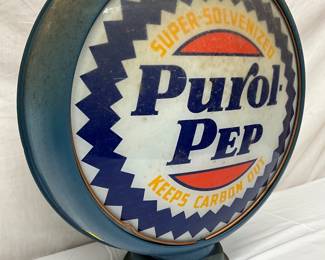 SUPER-SOLVENIZED
Purol-
PEP
KEEPS CARBON OUT